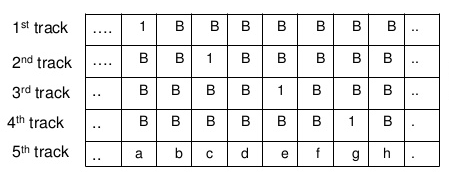 1st track .... 1 B B B B B B B ..
2nd track .... B B 1 B B B B B ..
3rd track .. B B B B 1 B B B ..
4th track .. B B B B B B 1 B .
5th track .. a b c d e f g h .